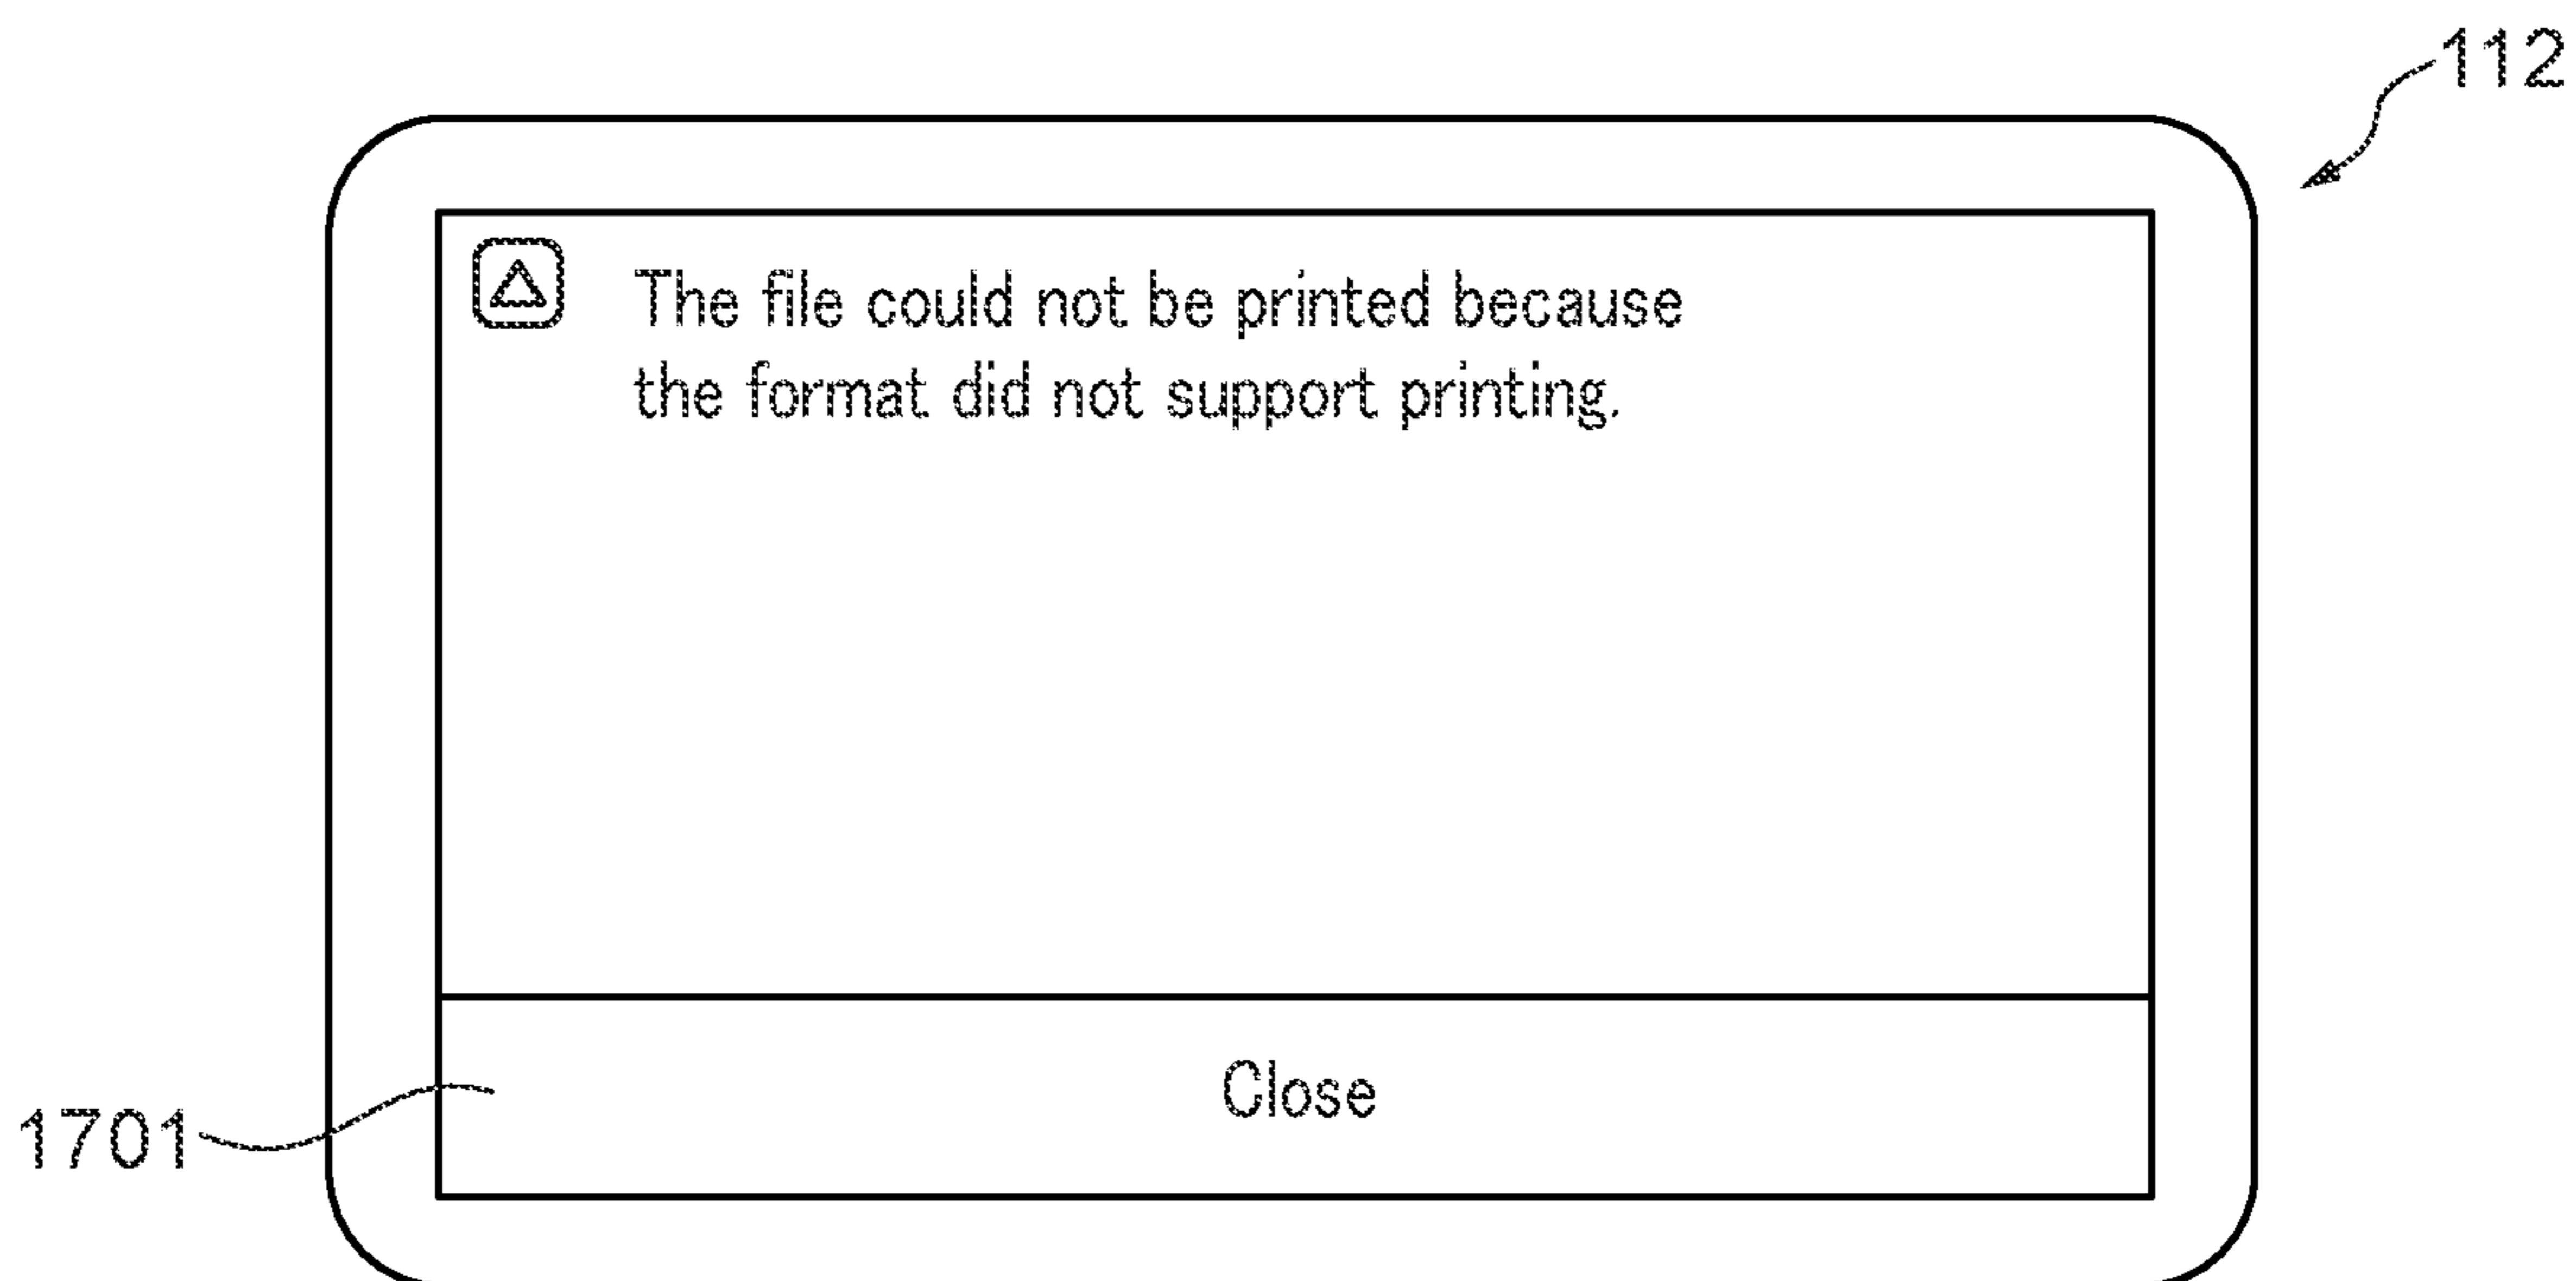 112
The file could not be printed because
the format did not support printing.
Close
1701